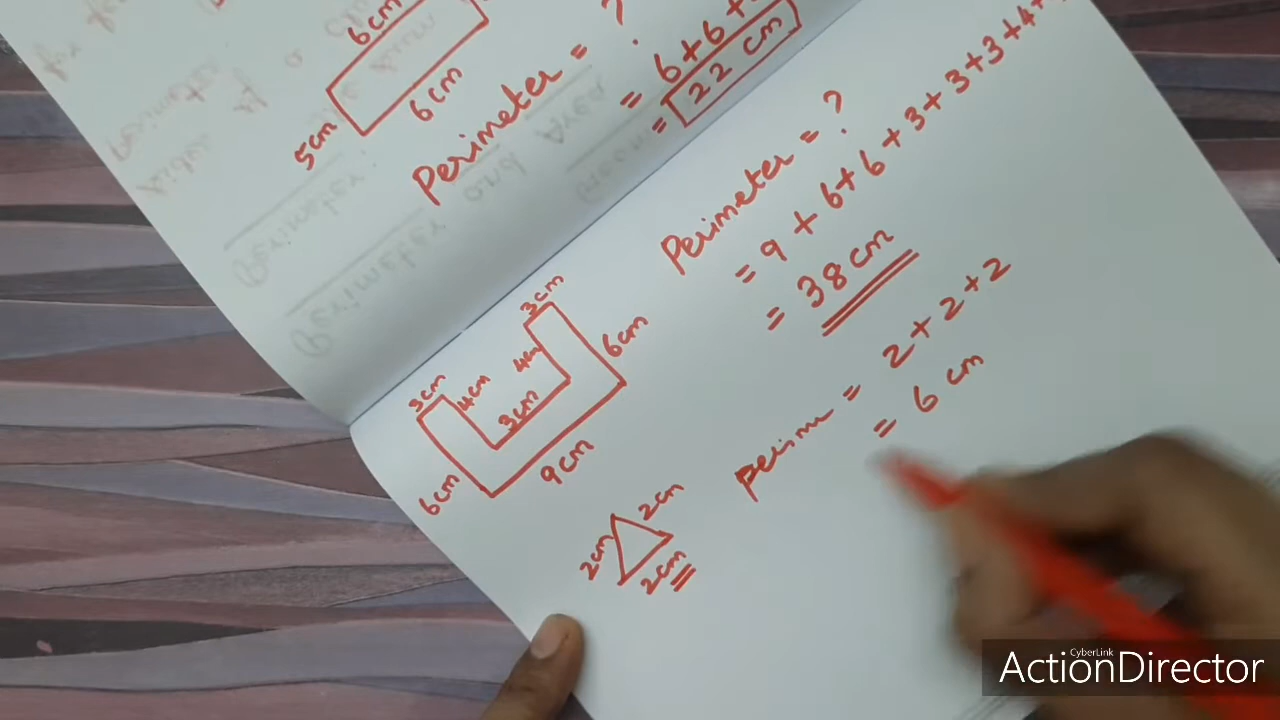 6cm
5cm
6cm
Perimeter = ?
= 6+6+
= 22 cm
3cm
3cm
4cm
4cm
6cm
3cm
6cm
9cm
Perimeter = ?
= 9 + 6+ 6 + 3+ 3+3+4+
= 38 cm
2cm
2cm
2cm
Perim =
2+2+2
= 6 cm
CyberLink
ActionDirector